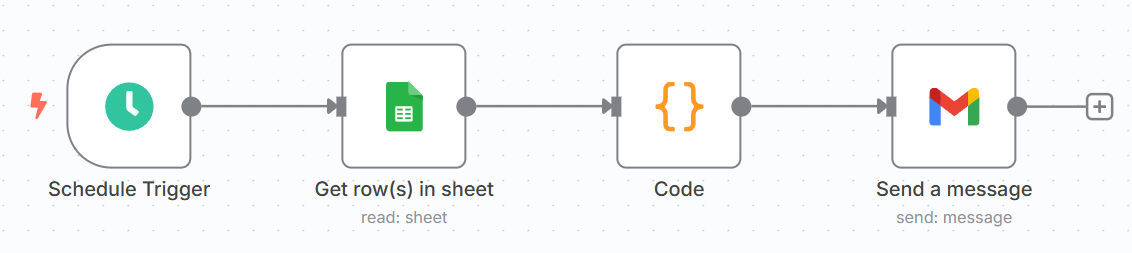 Schedule Trigger
Get row(s) in sheet
read: sheet
Code
Send a message
send: message